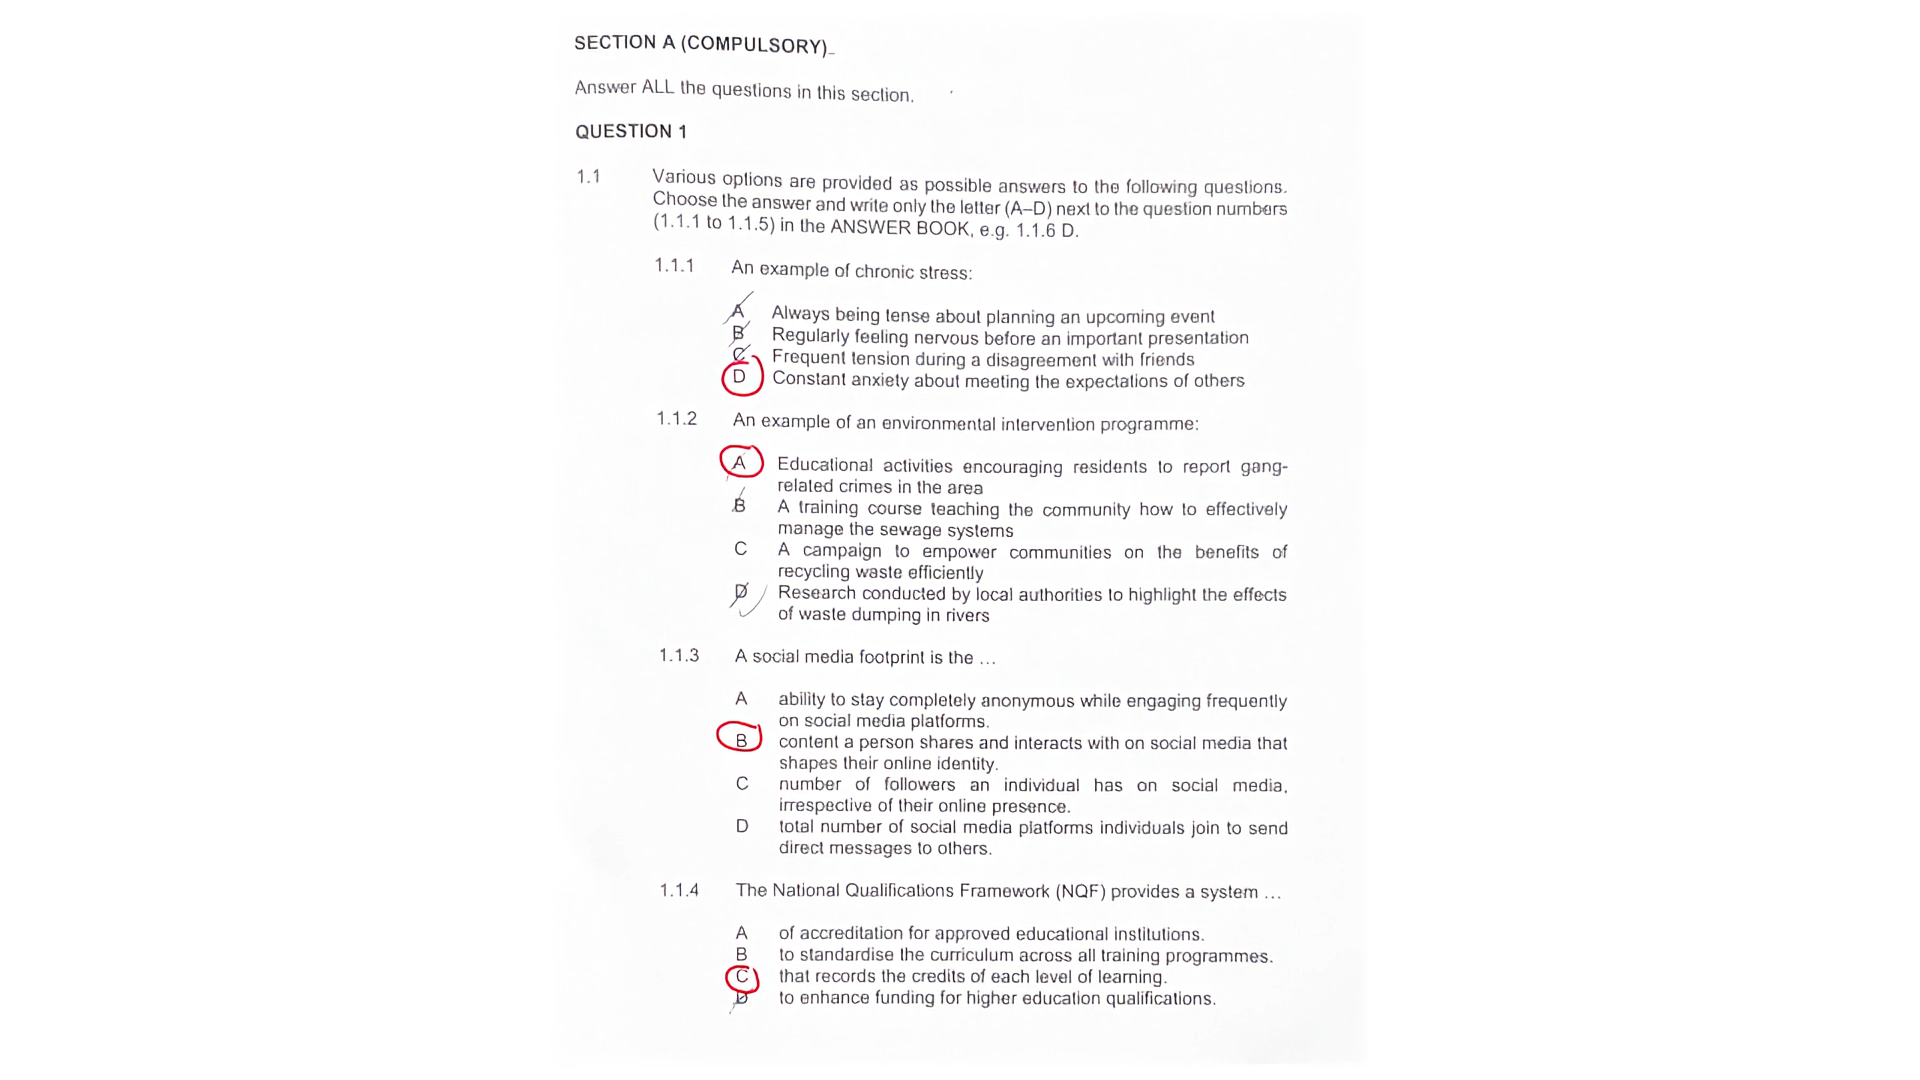 SECTION A (COMPULSORY)
Answer ALL the questions in this section.
QUESTION 1
1.1 Various options are provided as possible answers to the following questions.
Choose the answer and write only the letter (A–D) next to the question numbers
(1.1.1 to 1.1.5) in the ANSWER BOOK, e.g. 1.1.6 D.
1.1.1 An example of chronic stress:
A Always being tense about planning an upcoming event
B Regularly feeling nervous before an important presentation
C Frequent tension during a disagreement with friends
D Constant anxiety about meeting the expectations of others
1.1.2 An example of an environmental intervention programme:
A Educational activities encouraging residents to report gang-
related crimes in the area
B A training course teaching the community how to effectively
manage the sewage systems
C A campaign to empower communities on the benefits of
recycling waste efficiently
D Research conducted by local authorities to highlight the effects
of waste dumping in rivers
1.1.3 A social media footprint is the ...
A ability to stay completely anonymous while engaging frequently
on social media platforms.
B content a person shares and interacts with on social media that
shapes their online identity.
C number of followers an individual has on social media,
irrespective of their online presence.
D total number of social media platforms individuals join to send
direct messages to others.
1.1.4 The National Qualifications Framework (NQF) provides a system ...
A of accreditation for approved educational institutions.
B to standardise the curriculum across all training programmes.
C that records the credits of each level of learning.
D to enhance funding for higher education qualifications.